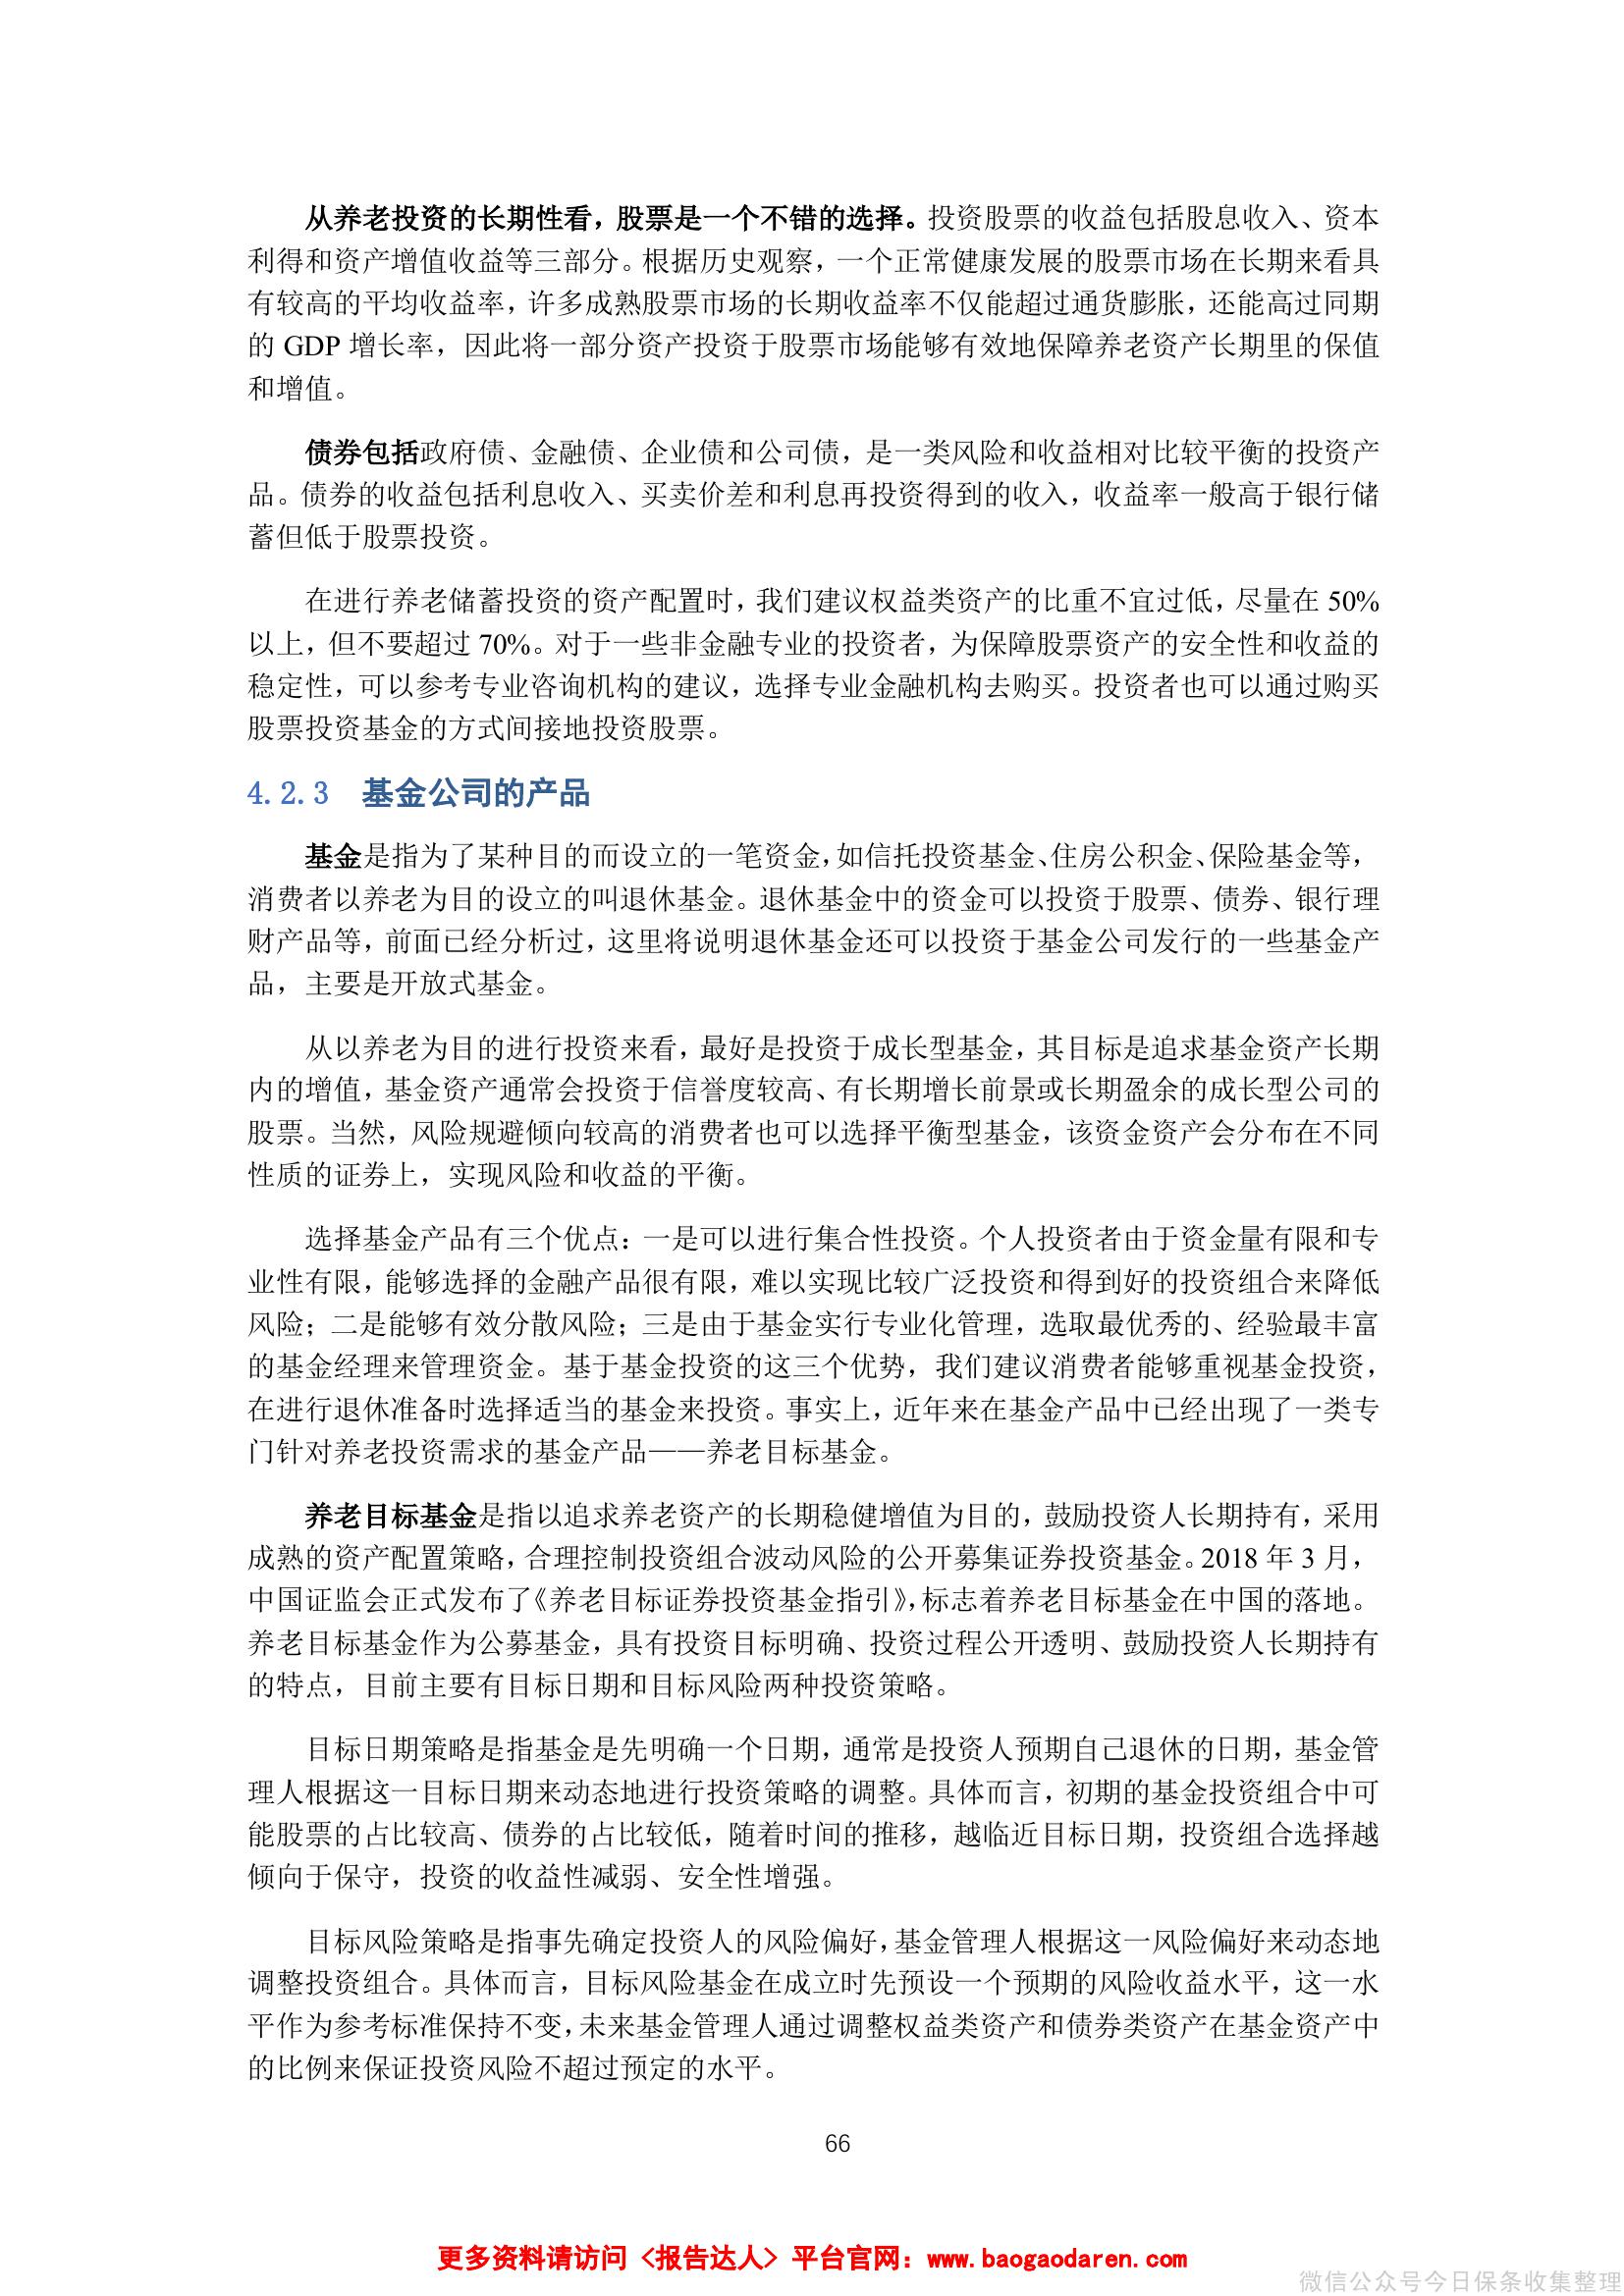 从养老投资的长期性看，股票是一个不错的选择。投资股票的收益包括股息收入、资本
利得和资产增值收益等三部分。根据历史观察，一个正常健康发展的股票市场在长期来看具
有较高的平均收益率，许多成熟股票市场的长期收益率不仅能超过通货膨胀，还能高过同期
的 GDP 增长率，因此将一部分资产投资于股票市场能够有效地保障养老资产长期里的保值
和增值。
债券包括政府债、金融债、企业债和公司债，是一类风险和收益相对比较平衡的投资产
品。债券的收益包括利息收入、买卖价差和利息再投资得到的收入，收益率一般高于银行储
蓄但低于股票投资。
在进行养老储蓄投资的资产配置时，我们建议权益类资产的比重不宜过低，尽量在 50%
以上，但不要超过 70%。对于一些非金融专业的投资者，为保障股票资产的安全性和收益的
稳定性，可以参考专业咨询机构的建议，选择专业金融机构去购买。投资者也可以通过购买
股票投资基金的方式间接地投资股票。
4.2.3 基金公司的产品
基金是指为了某种目的而设立的一笔资金，如信托投资基金、住房公积金、保险基金等，
消费者以养老为目的设立的叫退休基金。退休基金中的资金可以投资于股票、债券、银行理
财产品等，前面已经分析过，这里将说明退休基金还可以投资于基金公司发行的一些基金产
品，主要是开放式基金。
从以养老为目的进行投资来看，最好是投资于成长型基金，其目标是追求基金资产长期
内的增值，基金资产通常会投资于信誉度较高、有长期增长前景或长期盈余的成长型公司的
股票。当然，风险规避倾向较高的消费者也可以选择平衡型基金，该资金资产会分布在不同
性质的证券上，实现风险和收益的平衡。
选择基金产品有三个优点：一是可以进行集合性投资。个人投资者由于资金量有限和专
业性有限，能够选择的金融产品很有限，难以实现比较广泛投资和得到好的投资组合来降低
风险；二是能够有效分散风险；三是由于基金实行专业化管理，选取最优秀的、经验最丰富
的基金经理来管理资金。基于基金投资的这三个优势，我们建议消费者能够重视基金投资，
在进行退休准备时选择适当的基金来投资。事实上，近年来在基金产品中已经出现了一类专
门针对养老投资需求的基金产品——养老目标基金。
养老目标基金是指以追求养老资产的长期稳健增值为目的，鼓励投资人长期持有，采用
成熟的资产配置策略，合理控制投资组合波动风险的公开募集证券投资基金。2018 年 3 月，
中国证监会正式发布了《养老目标证券投资基金指引》，标志着养老目标基金在中国的落地。
养老目标基金作为公募基金，具有投资目标明确、投资过程公开透明、鼓励投资人长期持有
的特点，目前主要有目标日期和目标风险两种投资策略。
目标日期策略是指基金是先明确一个日期，通常是投资人预期自己退休的日期，基金管
理人根据这一目标日期来动态地进行投资策略的调整。具体而言，初期的基金投资组合中可
能股票的占比较高、债券的占比较低，随着时间的推移，越临近目标日期，投资组合选择越
倾向于保守，投资的收益性减弱、安全性增强。
目标风险策略是指事先确定投资人的风险偏好，基金管理人根据这一风险偏好来动态地
调整投资组合。具体而言，目标风险基金在成立时先预设一个预期的风险收益水平，这一水
平作为参考标准保持不变，未来基金管理人通过调整权益类资产和债券类资产在基金资产中
的比例来保证投资风险不超过预定的水平。
66
更多资料请访问《报告达人》平台官网：www.baogaodaren.com
微信公众号今日保条收集整理